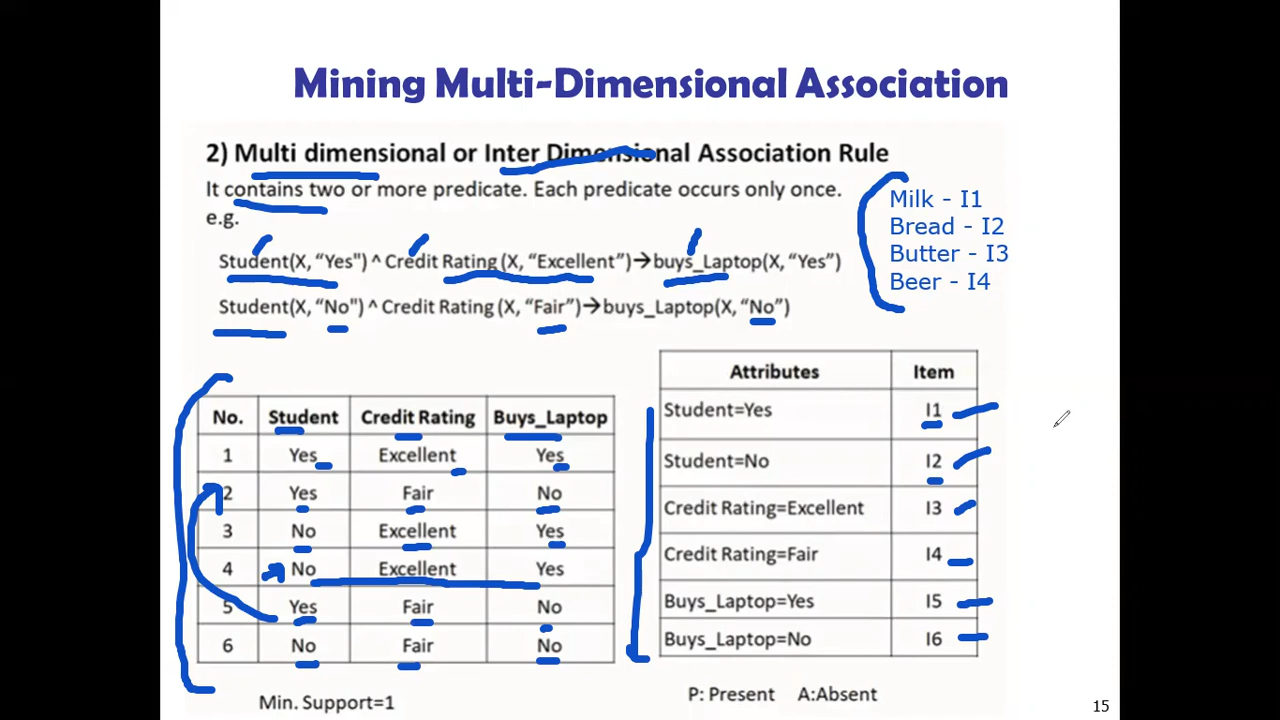 Mining Multi-Dimensional Association
2) Multi dimensional or Inter Dimensional Association Rule
It contains two or more predicate. Each predicate occurs only once.
e.g.
Student(X, “Yes") ^ Credit Rating (X, “Excellent”)→buys_Laptop(X, “Yes”)
Student(X, “No") ^ Credit Rating (X, “Fair”)→buys_Laptop(X, “No”)
Milk - I1
Bread - I2
Butter - I3
Beer - I4
No. Student Credit Rating Buys_Laptop
1 Yes Excellent Yes
2 Yes Fair No
3 No Excellent Yes
4 No Excellent Yes
5 Yes Fair No
6 No Fair No
Min. Support=1
Attributes Item
Student=Yes I1
Student=No I2
Credit Rating=Excellent I3
Credit Rating=Fair I4
Buys_Laptop=Yes I5
Buys_Laptop=No I6
P: Present A:Absent
15